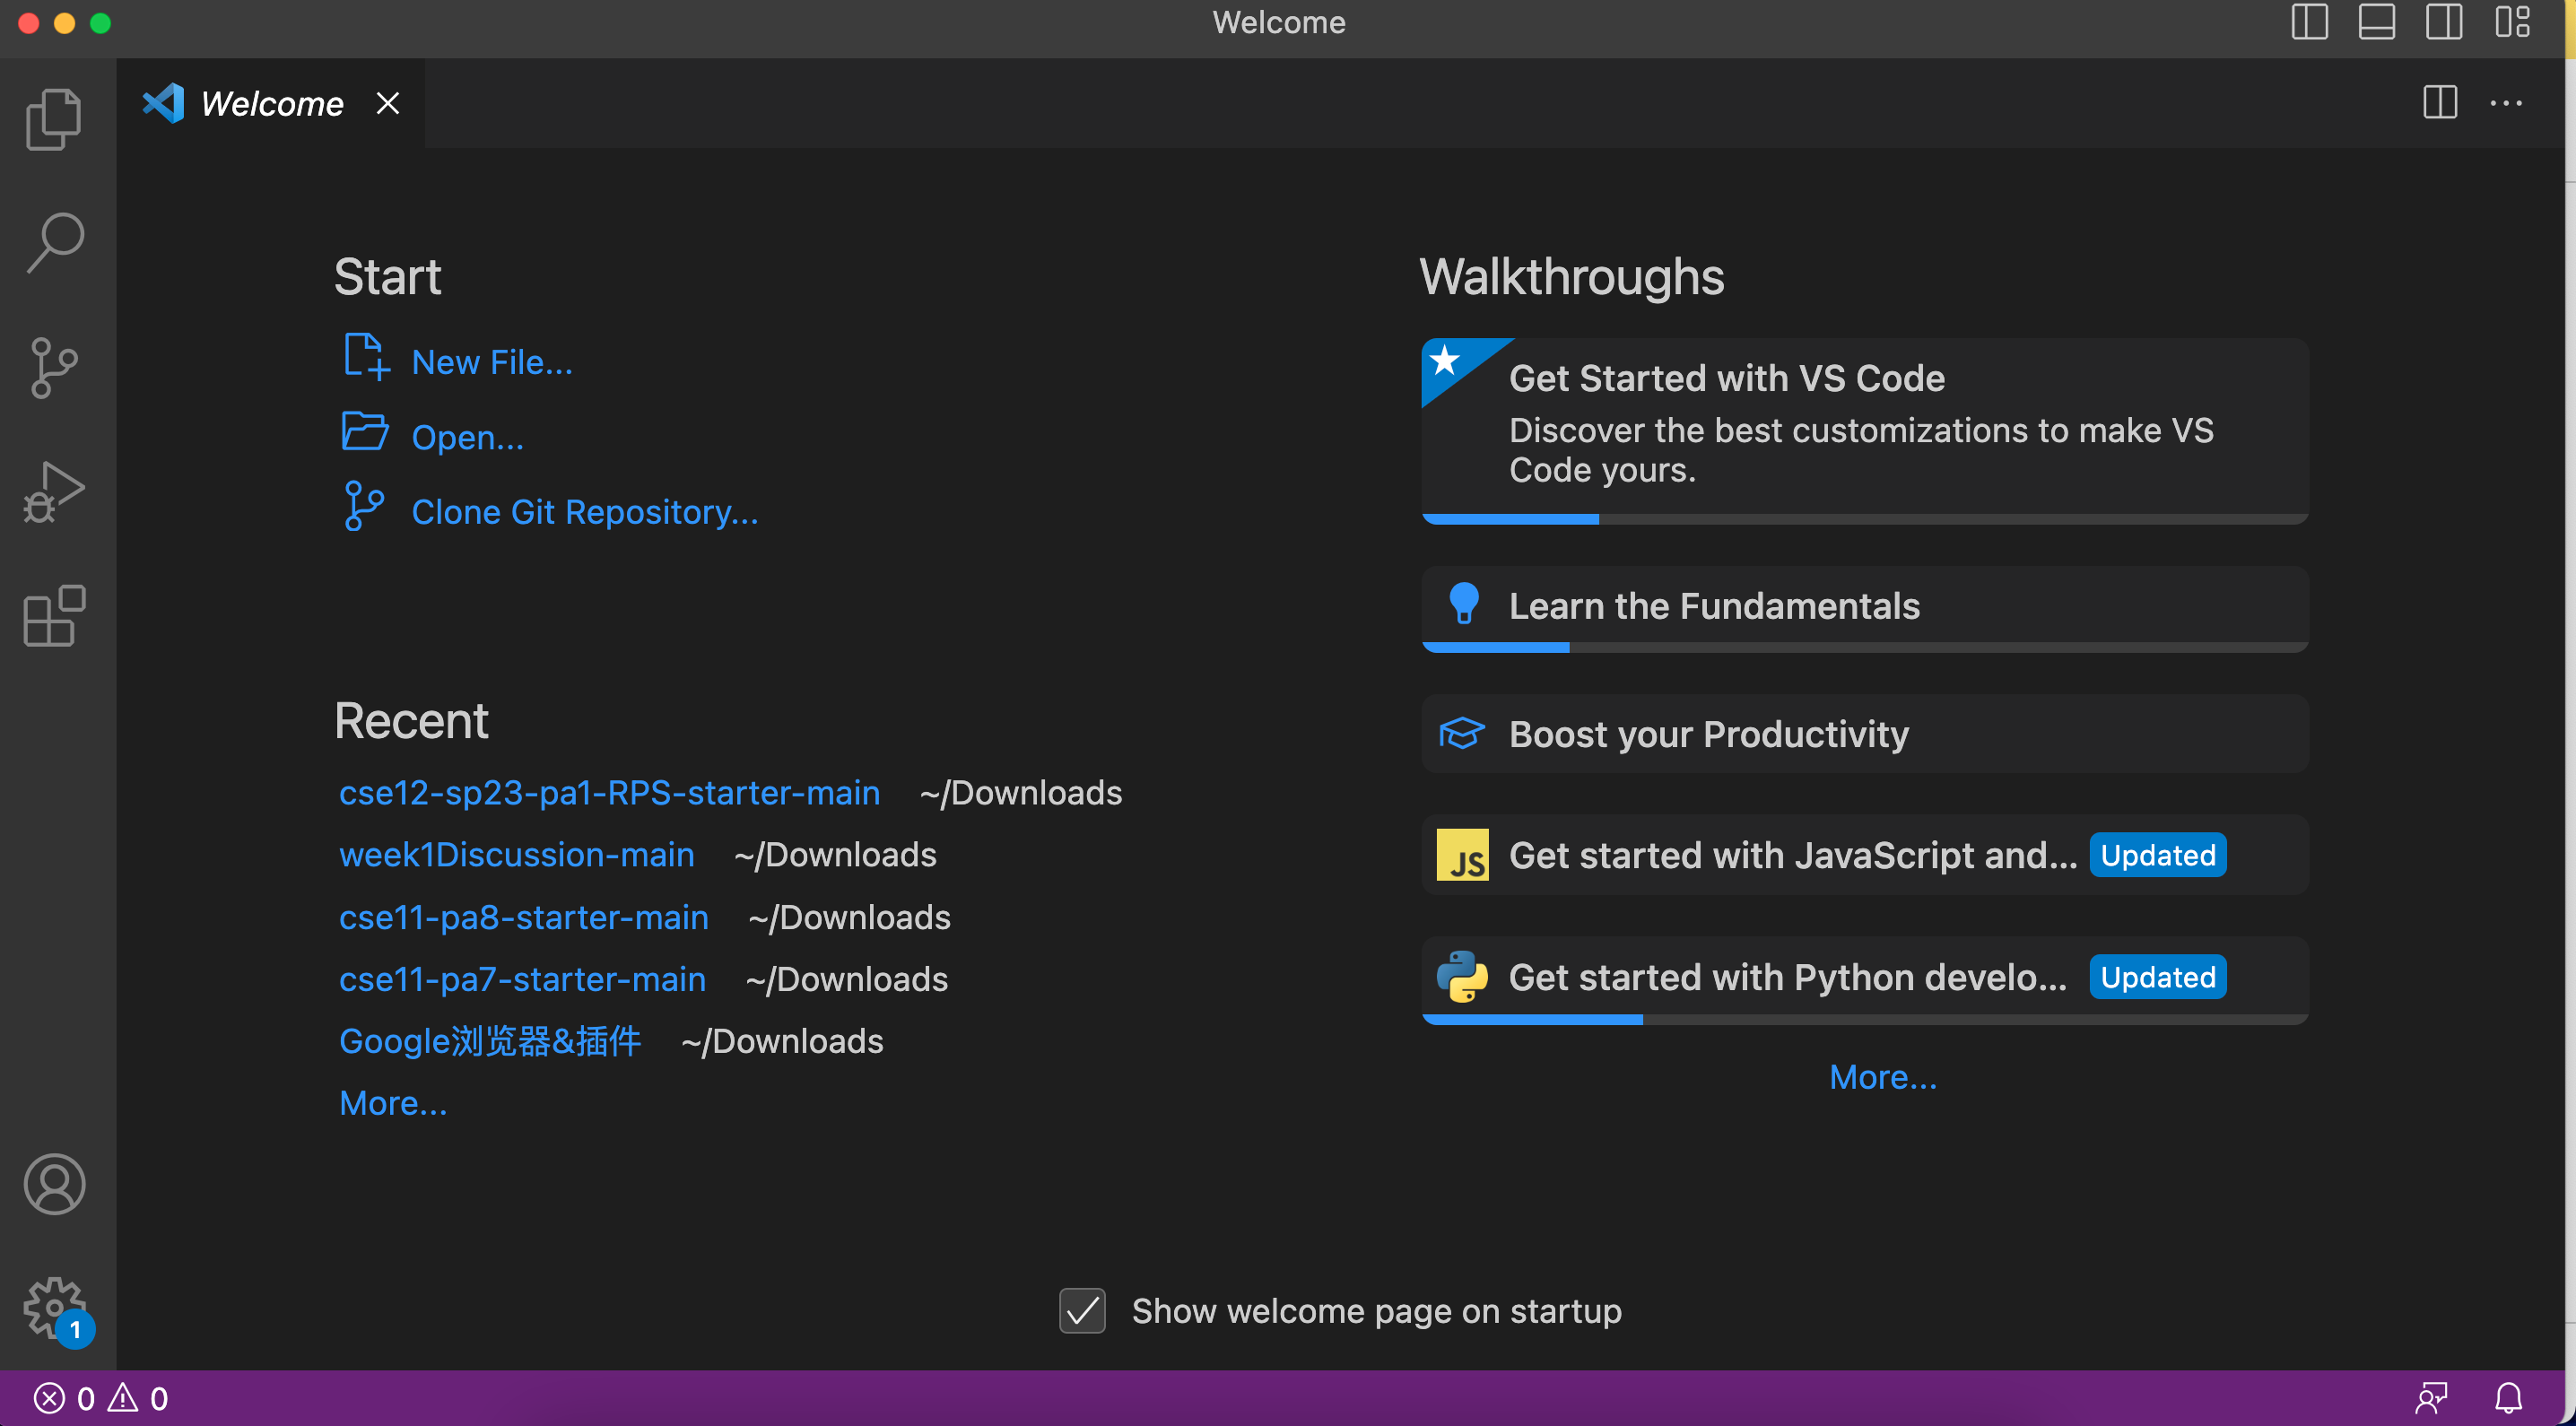 Welcome
Welcome
Start
New File...
Open...
Clone Git Repository...
Recent
cse12-sp23-pa1-RPS-starter-main ~/Downloads
week1Discussion-main ~/Downloads
cse11-pa8-starter-main ~/Downloads
cse11-pa7-starter-main ~/Downloads
Google浏览器&插件 ~/Downloads
More...
Walkthroughs
Get Started with VS Code
Discover the best customizations to make VS
Code yours.
Learn the Fundamentals
Boost your Productivity
JS Get started with JavaScript and... Updated
Get started with Python develo... Updated
More...
Show welcome page on startup
1
0 0